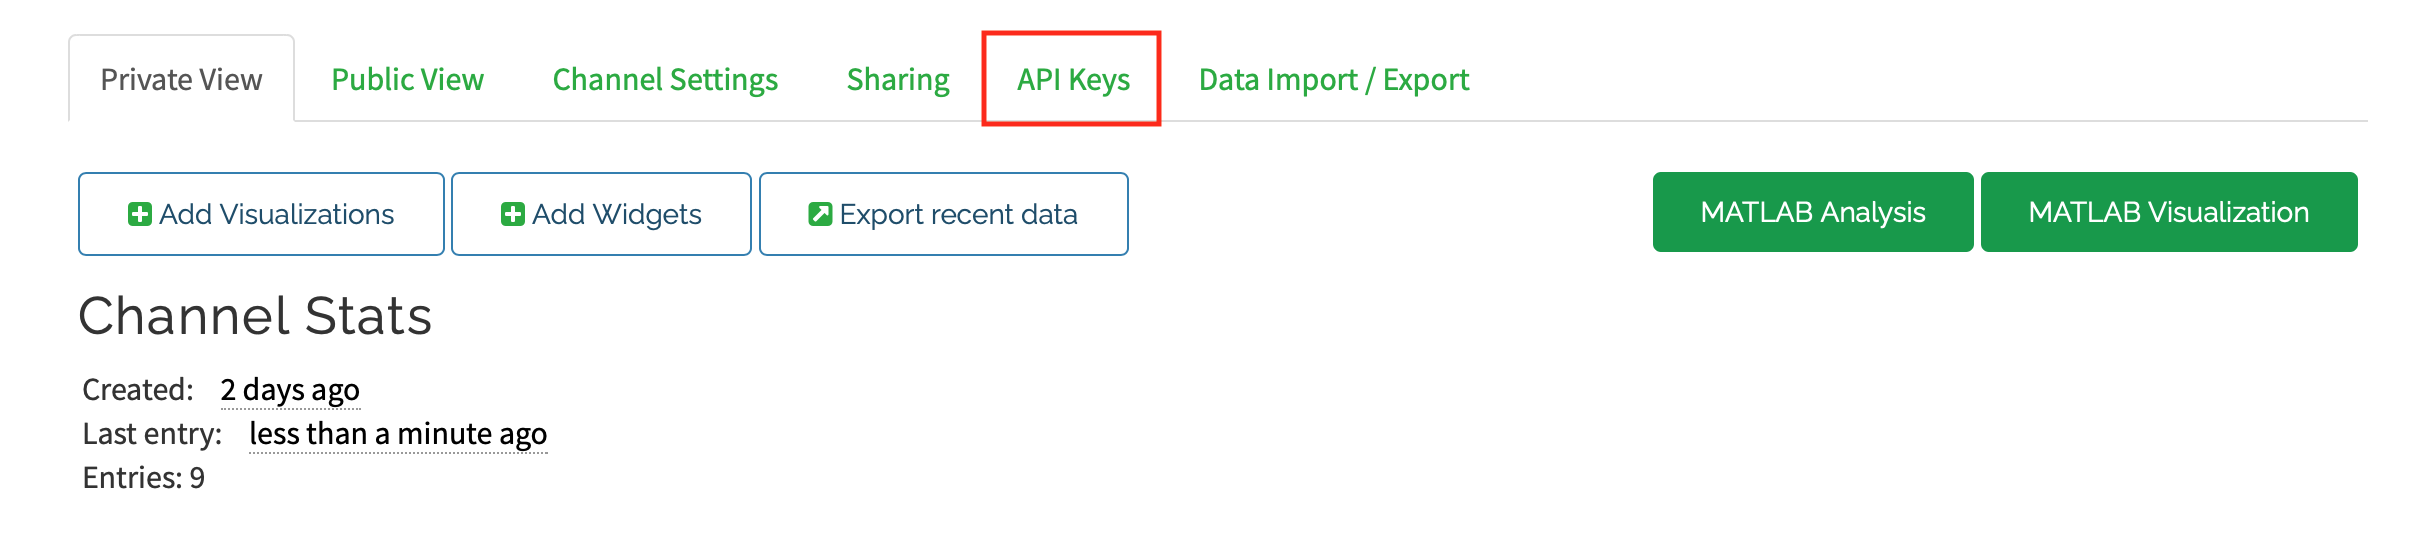 Private View Public View Channel Settings Sharing API Keys Data Import / Export
Add Visualizations Add Widgets Export recent data MATLAB Analysis MATLAB Visualization
Channel Stats
Created: 2 days ago
Last entry: less than a minute ago
Entries: 9